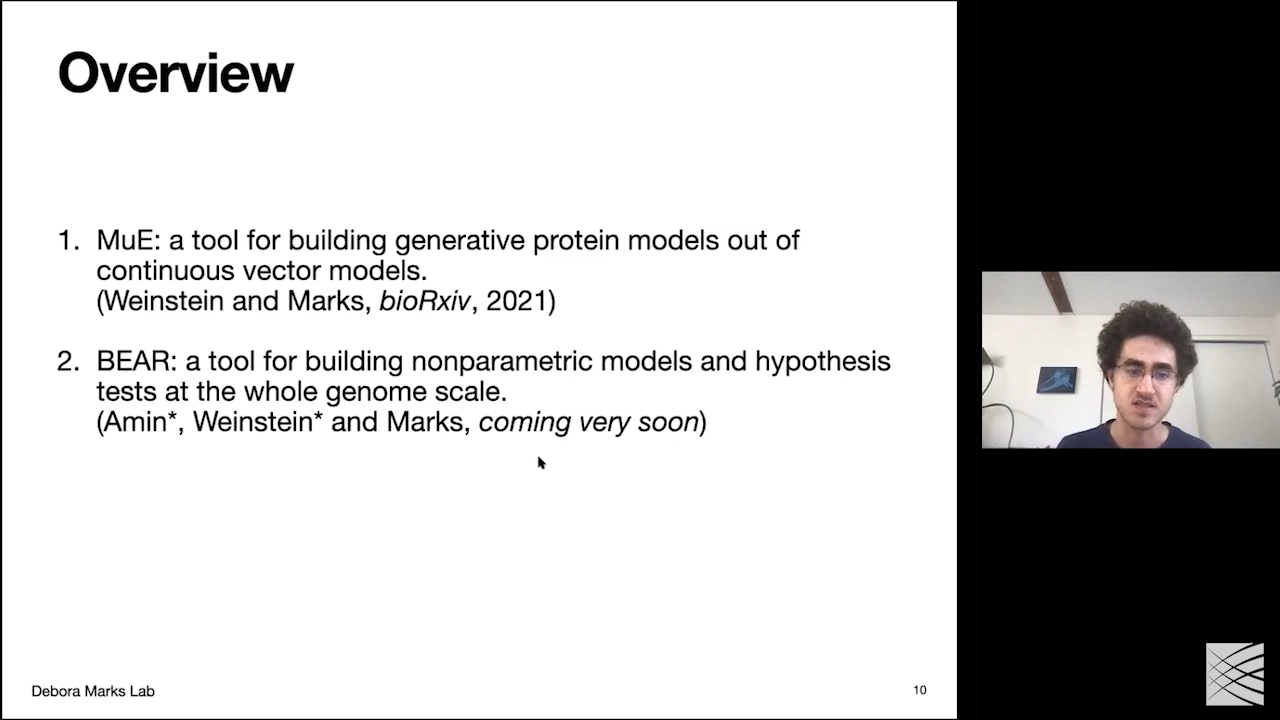 Overview
1. MuE: a tool for building generative protein models out of
continuous vector models.
(Weinstein and Marks, bioRxiv, 2021)
2. BEAR: a tool for building nonparametric models and hypothesis
tests at the whole genome scale.
(Amin*, Weinstein* and Marks, coming very soon)
Debora Marks Lab
10